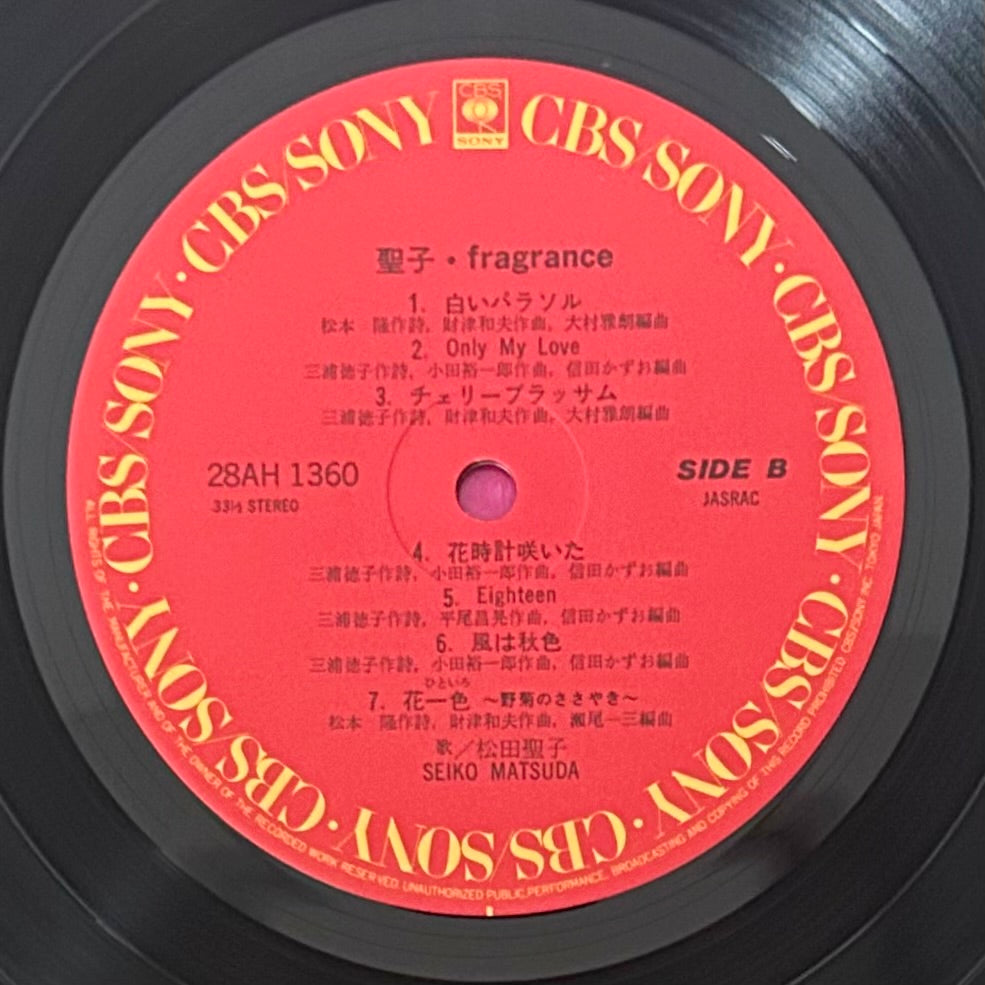 CBS
SONY
CBS/SONY · CBS/SONY · CBS/SONY · CBS/SONY · CBS/SONY · CBS/SONY · CBS/SONY · CBS/SONY
聖子・fragrance
1. 白いパラソル
松本 隆作詩, 財津和夫作曲, 大村雅朗編曲
2. Only My Love
三浦徳子作詩, 小田裕一郎作曲, 信田かずお編曲
3. チェリーブラッサム
三浦徳子作詩, 財津和夫作曲, 大村雅朗編曲
28AH 1360
SIDE B
33⅓ STEREO
JASRAC
4. 花時計咲いた
三浦徳子作詩, 小田裕一郎作曲, 信田かずお編曲
5. Eighteen
三浦徳子作詩, 平尾昌晃作曲, 信田かずお編曲
6. 風は秋色
三浦徳子作詩, 小田裕一郎作曲, 信田かずお編曲
ひといろ
7. 花一色 ～野菊のささやき～
松本 隆作詩, 財津和夫作曲, 瀬尾一三編曲
歌／松田聖子
SEIKO MATSUDA
ALL RIGHTS OF THE MANUFACTURER AND OF THE OWNER OF THE RECORDED WORK RESERVED. UNAUTHORIZED PUBLIC PERFORMANCE, BROADCASTING AND COPYING OF THIS RECORD PROHIBITED CBS/SONY INC. TOKYO JAPAN